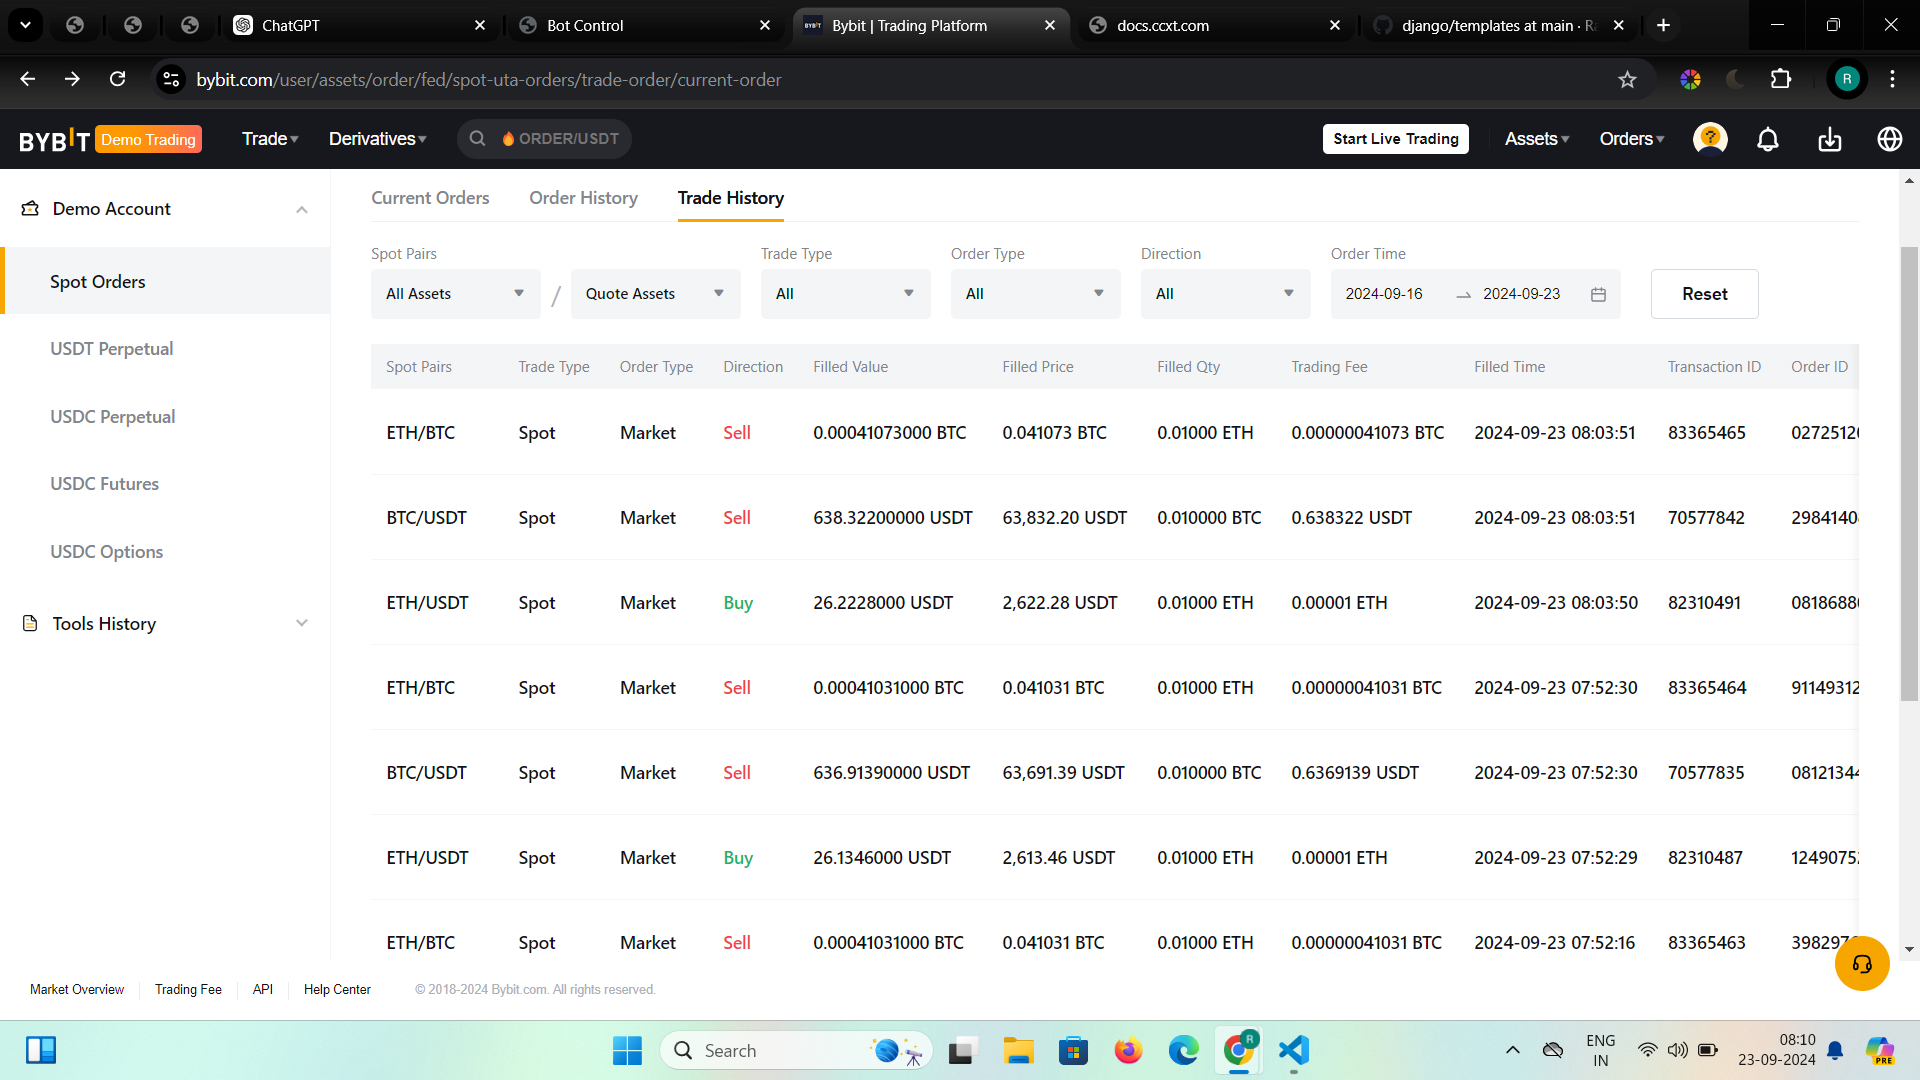 ChatGPT
Bot Control
Bybit | Trading Platform
docs.ccxt.com
django/templates at main · Ra
bybit.com/user/assets/order/fed/spot-uta-orders/trade-order/current-order
R
BYBIT Demo Trading
Trade
Derivatives
ORDER/USDT
Start Live Trading
Assets
Orders
Demo Account
Spot Orders
USDT Perpetual
USDC Perpetual
USDC Futures
USDC Options
Tools History
Current Orders Order History Trade History
Spot Pairs Trade Type Order Type Direction Order Time
All Assets / Quote Assets All All All 2024-09-16 → 2024-09-23 Reset
Spot Pairs Trade Type Order Type Direction Filled Value Filled Price Filled Qty Trading Fee Filled Time Transaction ID Order ID
ETH/BTC Spot Market Sell 0.00041073000 BTC 0.041073 BTC 0.01000 ETH 0.00000041073 BTC 2024-09-23 08:03:51 83365465 0272512
BTC/USDT Spot Market Sell 638.32200000 USDT 63,832.20 USDT 0.010000 BTC 0.638322 USDT 2024-09-23 08:03:51 70577842 2984140
ETH/USDT Spot Market Buy 26.2228000 USDT 2,622.28 USDT 0.01000 ETH 0.00001 ETH 2024-09-23 08:03:50 82310491 0818688
ETH/BTC Spot Market Sell 0.00041031000 BTC 0.041031 BTC 0.01000 ETH 0.00000041031 BTC 2024-09-23 07:52:30 83365464 91149312
BTC/USDT Spot Market Sell 636.91390000 USDT 63,691.39 USDT 0.010000 BTC 0.6369139 USDT 2024-09-23 07:52:30 70577835 0812134
ETH/USDT Spot Market Buy 26.1346000 USDT 2,613.46 USDT 0.01000 ETH 0.00001 ETH 2024-09-23 07:52:29 82310487 1249075
ETH/BTC Spot Market Sell 0.00041031000 BTC 0.041031 BTC 0.01000 ETH 0.00000041031 BTC 2024-09-23 07:52:16 83365463 39829
Market Overview Trading Fee API Help Center © 2018-2024 Bybit.com. All rights reserved.
Search
ENG
IN
08:10
23-09-2024
PRE